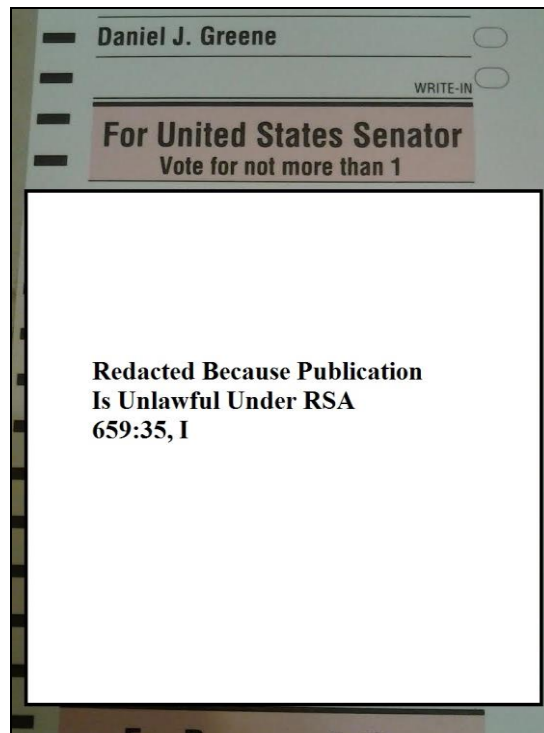 Daniel J. Greene
WRITE-IN
For United States Senator
Vote for not more than 1
Redacted Because Publication
Is Unlawful Under RSA
659:35, I